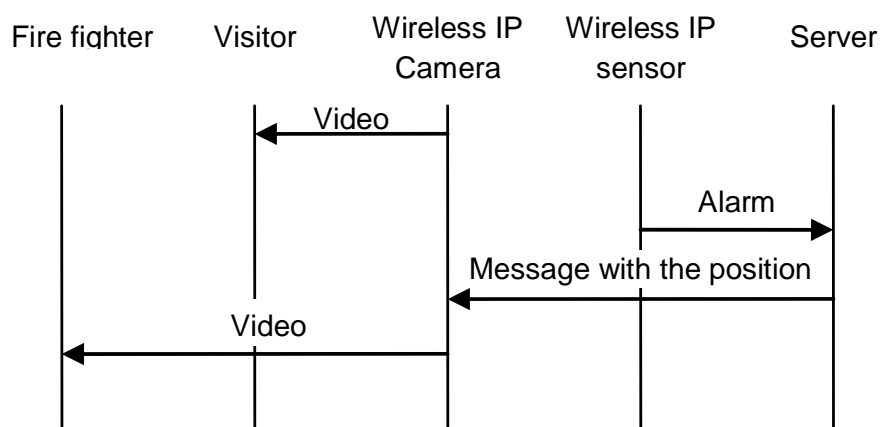 Fire fighter
Visitor
Wireless IP
Camera
Wireless IP
sensor
Server
Video
Alarm
Message with the position
Video